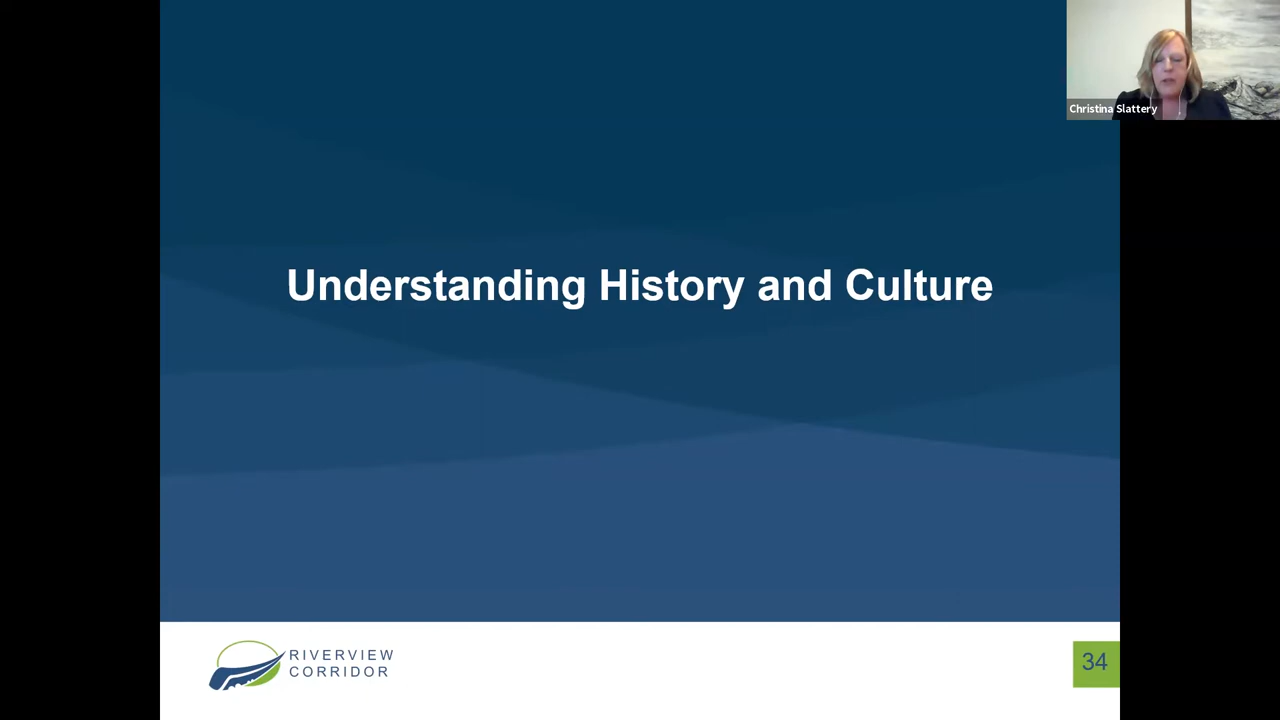 Christina Slattery
Understanding History and Culture
RIVERVIEW
CORRIDOR
34